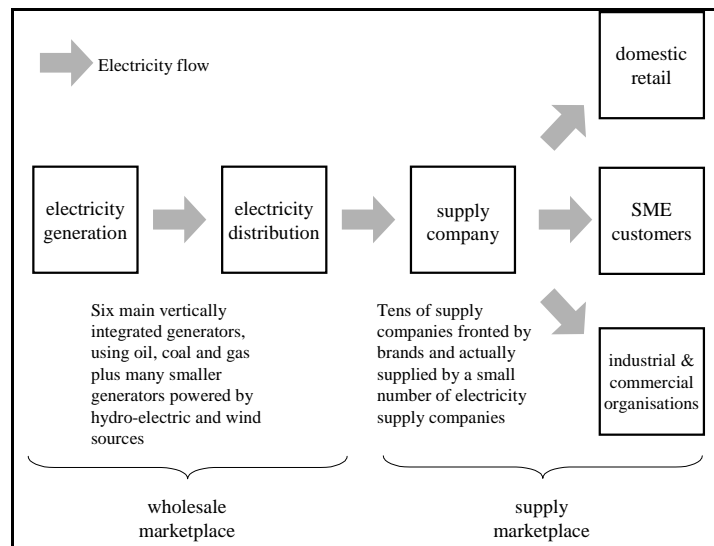 Electricity flow
domestic
retail
electricity
generation
electricity
distribution
supply
company
SME
customers
Six main vertically
integrated generators,
using oil, coal and gas
plus many smaller
generators powered by
hydro-electric and wind
sources
Tens of supply
companies fronted by
brands and actually
supplied by a small
number of electricity
supply companies
industrial &
commercial
organisations
wholesale
marketplace
supply
marketplace